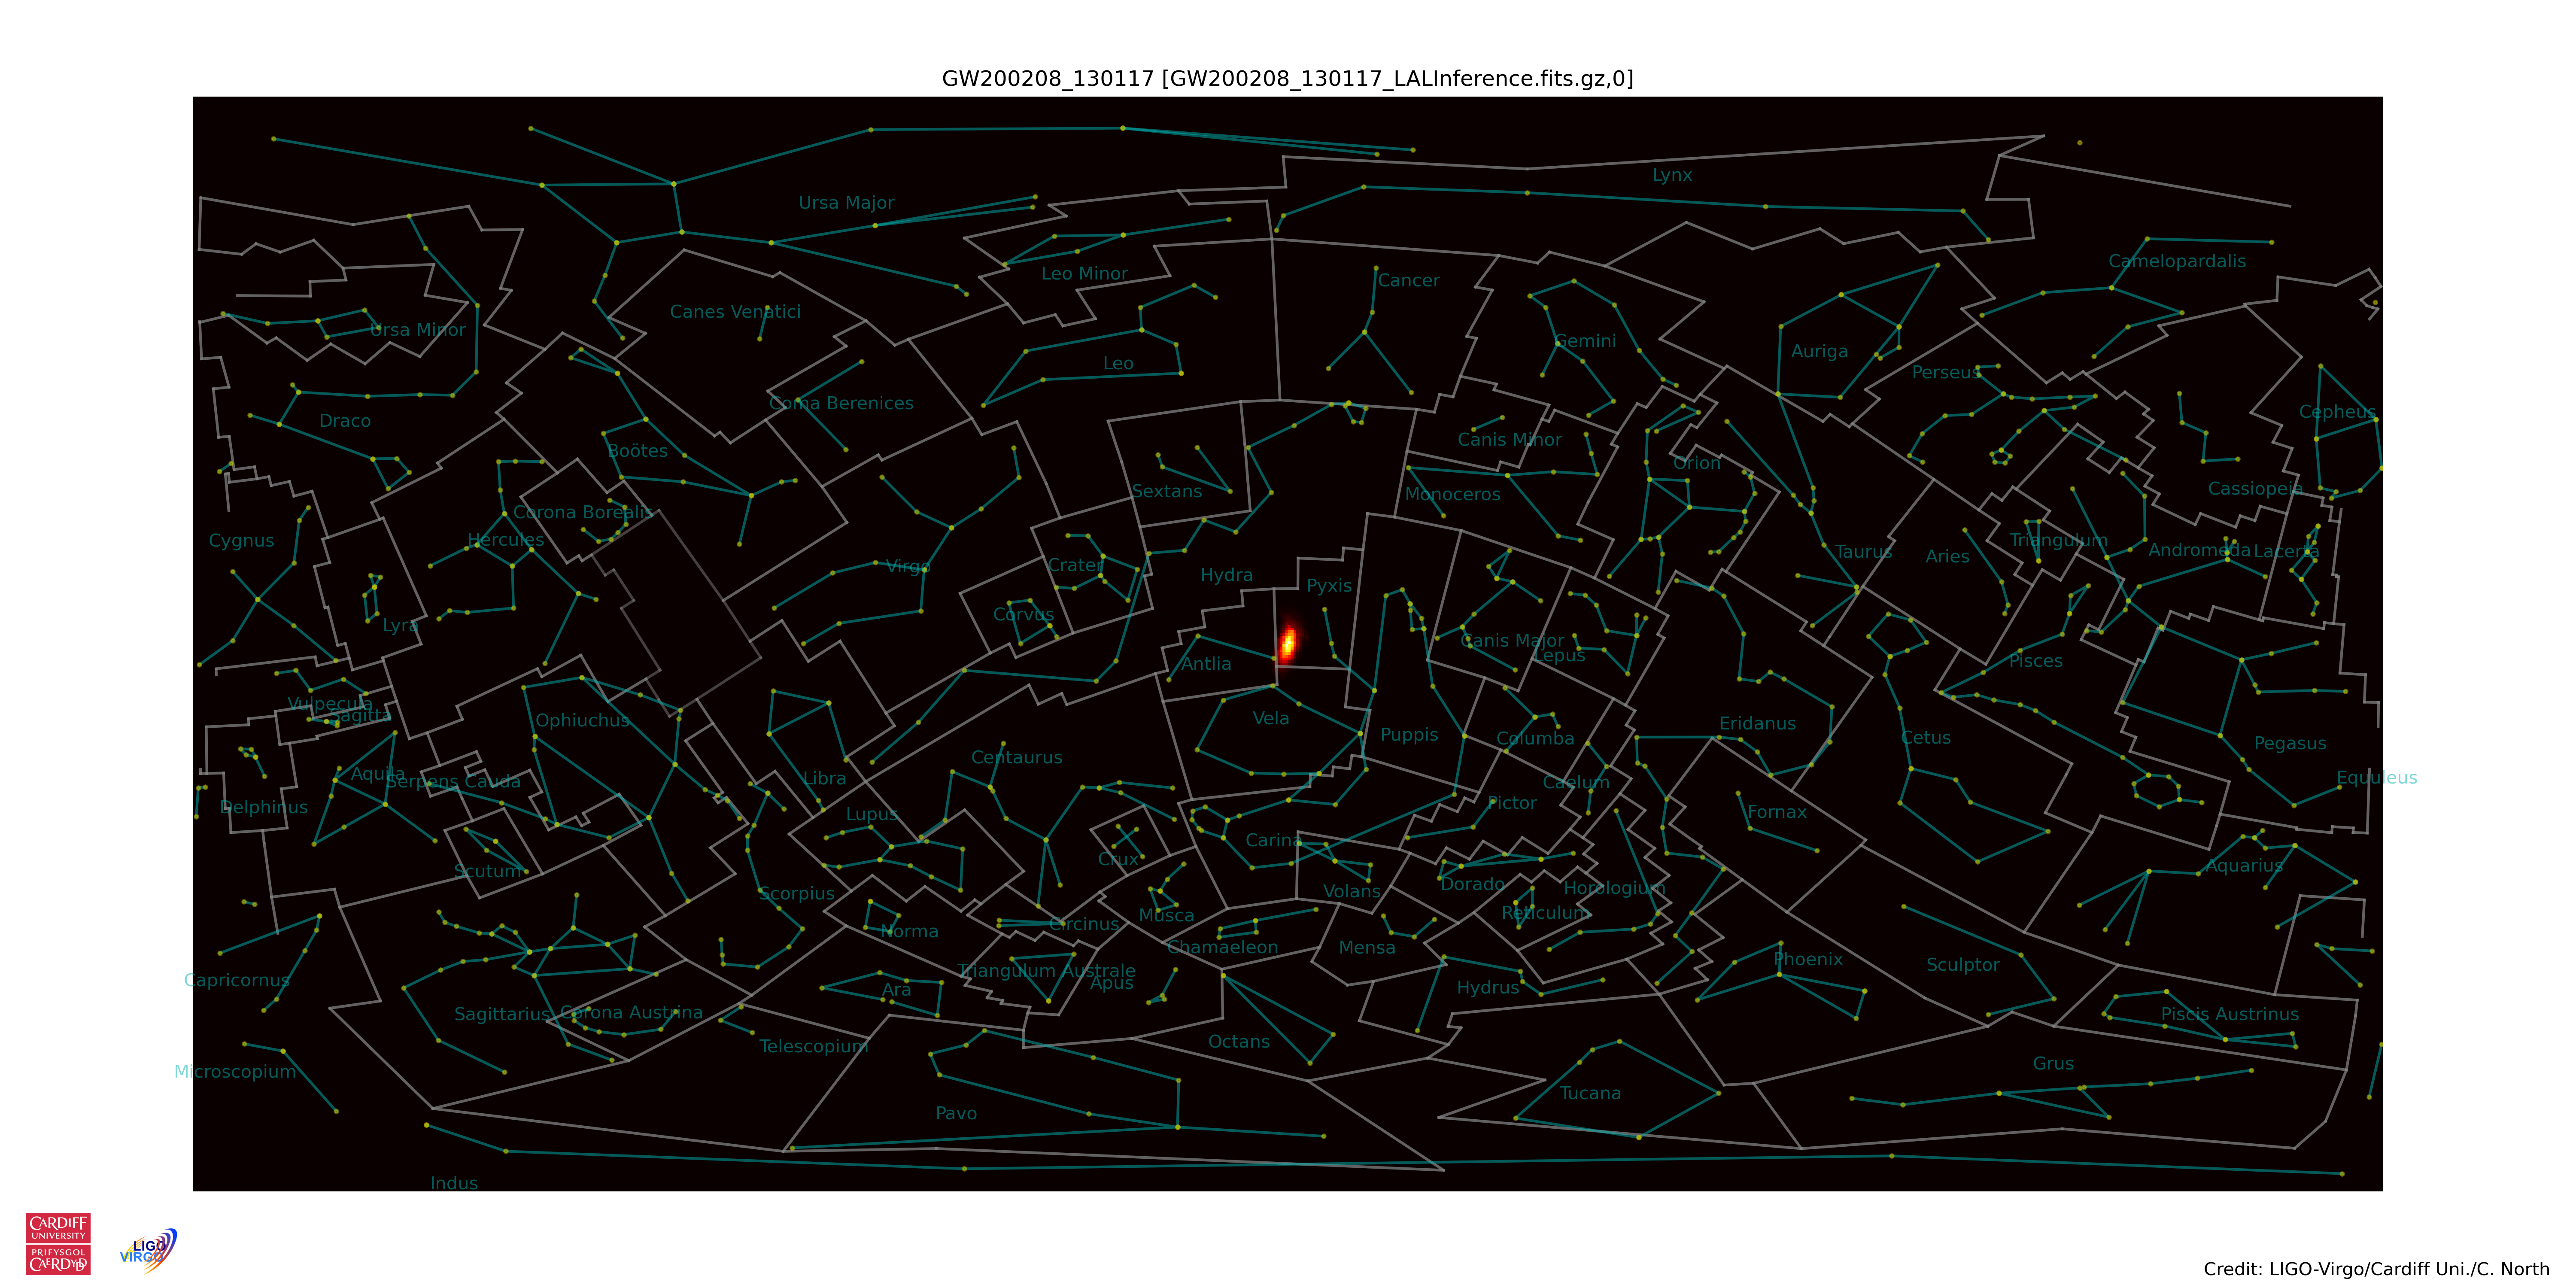 GW200208_130117 [GW200208_130117_LALInference.fits.gz,0]
Lynx
Ursa Major
Camelopardalis
Leo Minor
Cancer
Canes Venatici
Ursa Minor
Gemini
Auriga
Leo
Perseus
Coma Berenices
Cepheus
Draco
Canis Minor
Boötes
Orion
Sextans
Monoceros
Cassiopeia
Corona Borealis
Cygnus
Hercules
Triangulum
Andromeda
Lacerta
Taurus
Aries
Virgo
Crater
Hydra
Pyxis
Corvus
Lyra
Canis Major
Lepus
Antlia
Pisces
Vulpecula
Sagitta
Ophiuchus
Vela
Eridanus
Puppis
Columba
Cetus
Pegasus
Centaurus
Aquila
Serpens Cauda
Libra
Caelum
Equuleus
Delphinus
Lupus
Pictor
Fornax
Carina
Crux
Scutum
Aquarius
Scorpius
Volans
Dorado
Horologium
Reticulum
Musca
Circinus
Norma
Chamaeleon
Mensa
Phoenix
Sculptor
Triangulum Australe
Capricornus
Apus
Ara
Hydrus
Sagittarius
Corona Austrina
Piscis Austrinus
Telescopium
Octans
Grus
Microscopium
Tucana
Pavo
Indus
CARDIFF
UNIVERSITY
PRIFYSGOL
CAERDYDD
LIGO
VIRGO
Credit: LIGO-Virgo/Cardiff Uni./C. North